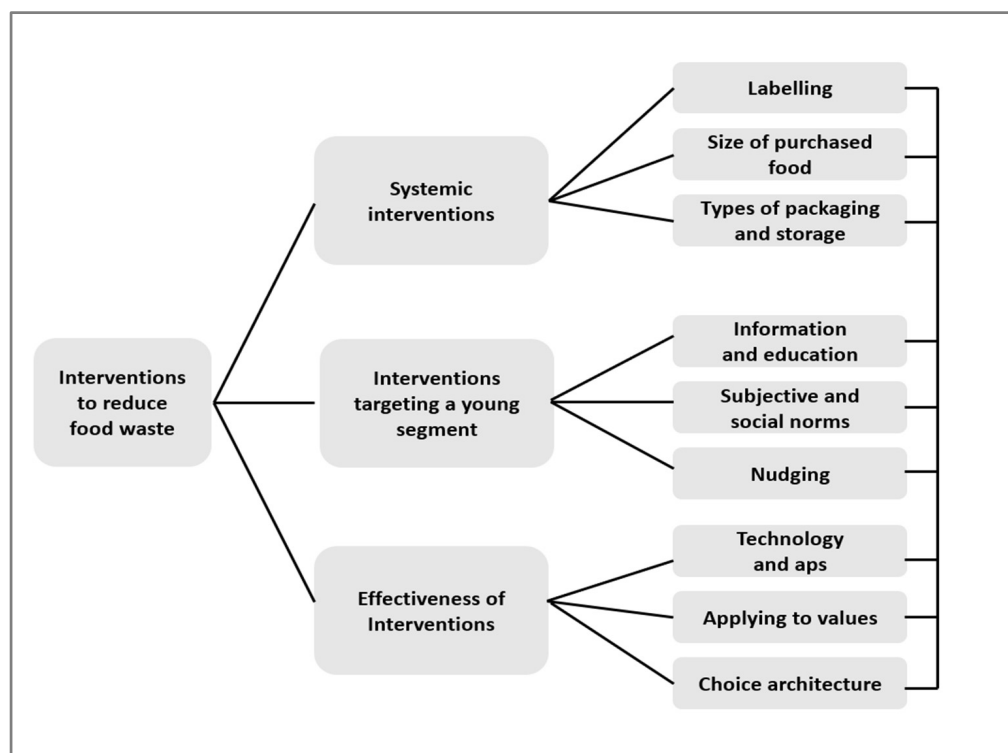 Interventions
to reduce
food waste
Systemic
interventions
Interventions
targeting a young
segment
Effectiveness of
Interventions
Labelling
Size of purchased
food
Types of packaging
and storage
Information
and education
Subjective and
social norms
Nudging
Technology
and aps
Applying to values
Choice architecture